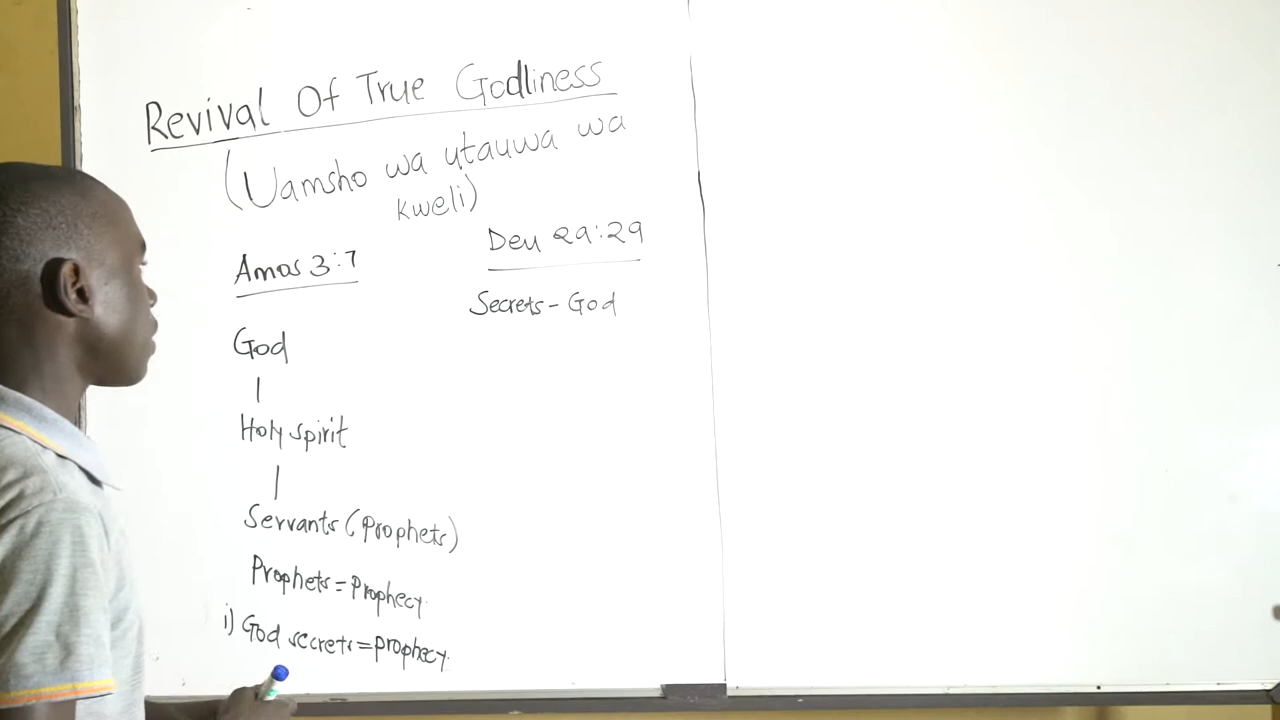 Revival Of True Godliness
(Uamsho wa utauwa wa
kweli)
Amos 3:7
God
|
Holy spirit
|
Servants (Prophets)
Prophets = Prophecy.
i) God secrets = prophecy.
Deu 29:29
Secrets - God